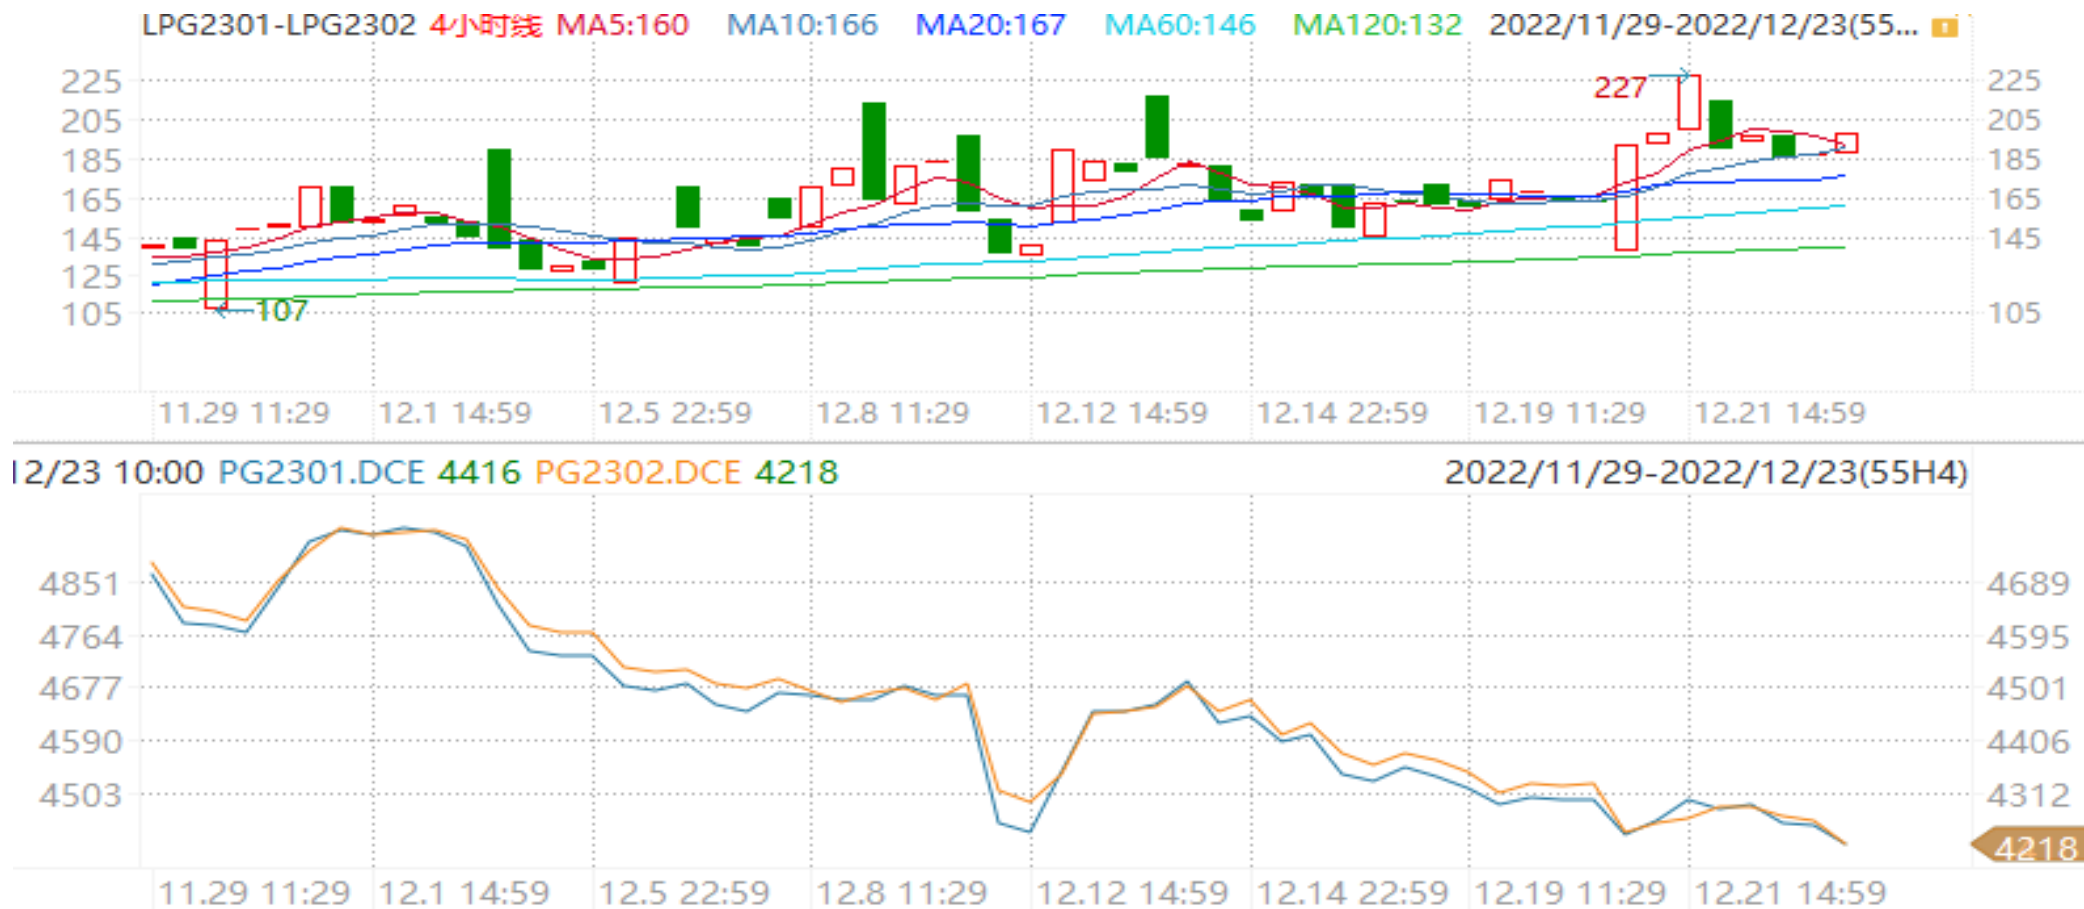 LPG2301-LPG2302 4小时线 MA5:160 MA10:166 MA20:167 MA60:146 MA120:132 2022/11/29-2022/12/23(55...
225 227 225
205 205
185 185
165 165
145 145
125
105 107 105
11.29 11:29 12.1 14:59 12.5 22:59 12.8 11:29 12.12 14:59 12.14 22:59 12.19 11:29 12.21 14:59
12/23 10:00 PG2301.DCE 4416 PG2302.DCE 4218 2022/11/29-2022/12/23(55H4)
4851 4689
4764 4595
4677 4501
4590 4406
4503 4312
4218
11.29 11:29 12.1 14:59 12.5 22:59 12.8 11:29 12.12 14:59 12.14 22:59 12.19 11:29 12.21 14:59